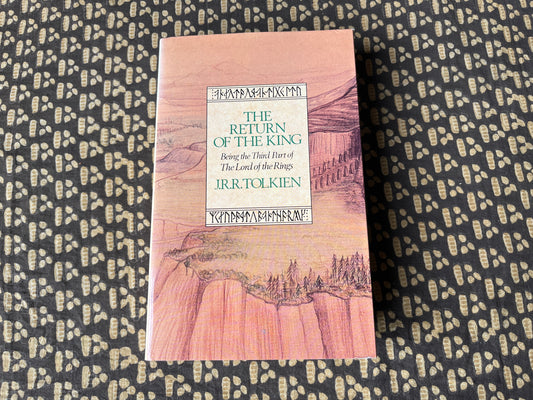 THE
RETURN
OF THE KING
Being the Third Part of
The Lord of the Rings
J.R.R.TOLKIEN